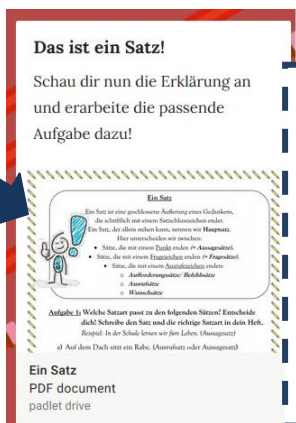 Das ist ein Satz!
Schau dir nun die Erklärung an
und erarbeite die passende
Aufgabe dazu!
Ein Satz
Ein Satz ist eine geschlossene Äußerung eines Gedankens,
die schriftlich mit einem Satzschlusszeichen endet.
Ein Satz, der allein stehen kann, nennen wir Hauptsatz.
Hier unterscheiden wir zwischen:
• Sätze, die mit einem Punkt enden (= Aussagesätze).
• Sätze, die mit einem Fragezeichen enden (= Fragesätze).
• Sätze, die mit einem Ausrufezeichen enden:
o Aufforderungssätze/ Befehlssätze
o Ausrufsätze
o Wunschsätze
Aufgabe 1: Welche Satzart passt zu den folgenden Sätzen? Entscheide
dich! Schreibe den Satz und die richtige Satzart in dein Heft.
Beispiel: In der Schule lernen wir fürs Leben. (Aussagesatz)
a) Auf dem Dach sitzt ein Rabe. (Ausrufsatz oder Aussagesatz)
Ein Satz
PDF document
padlet drive